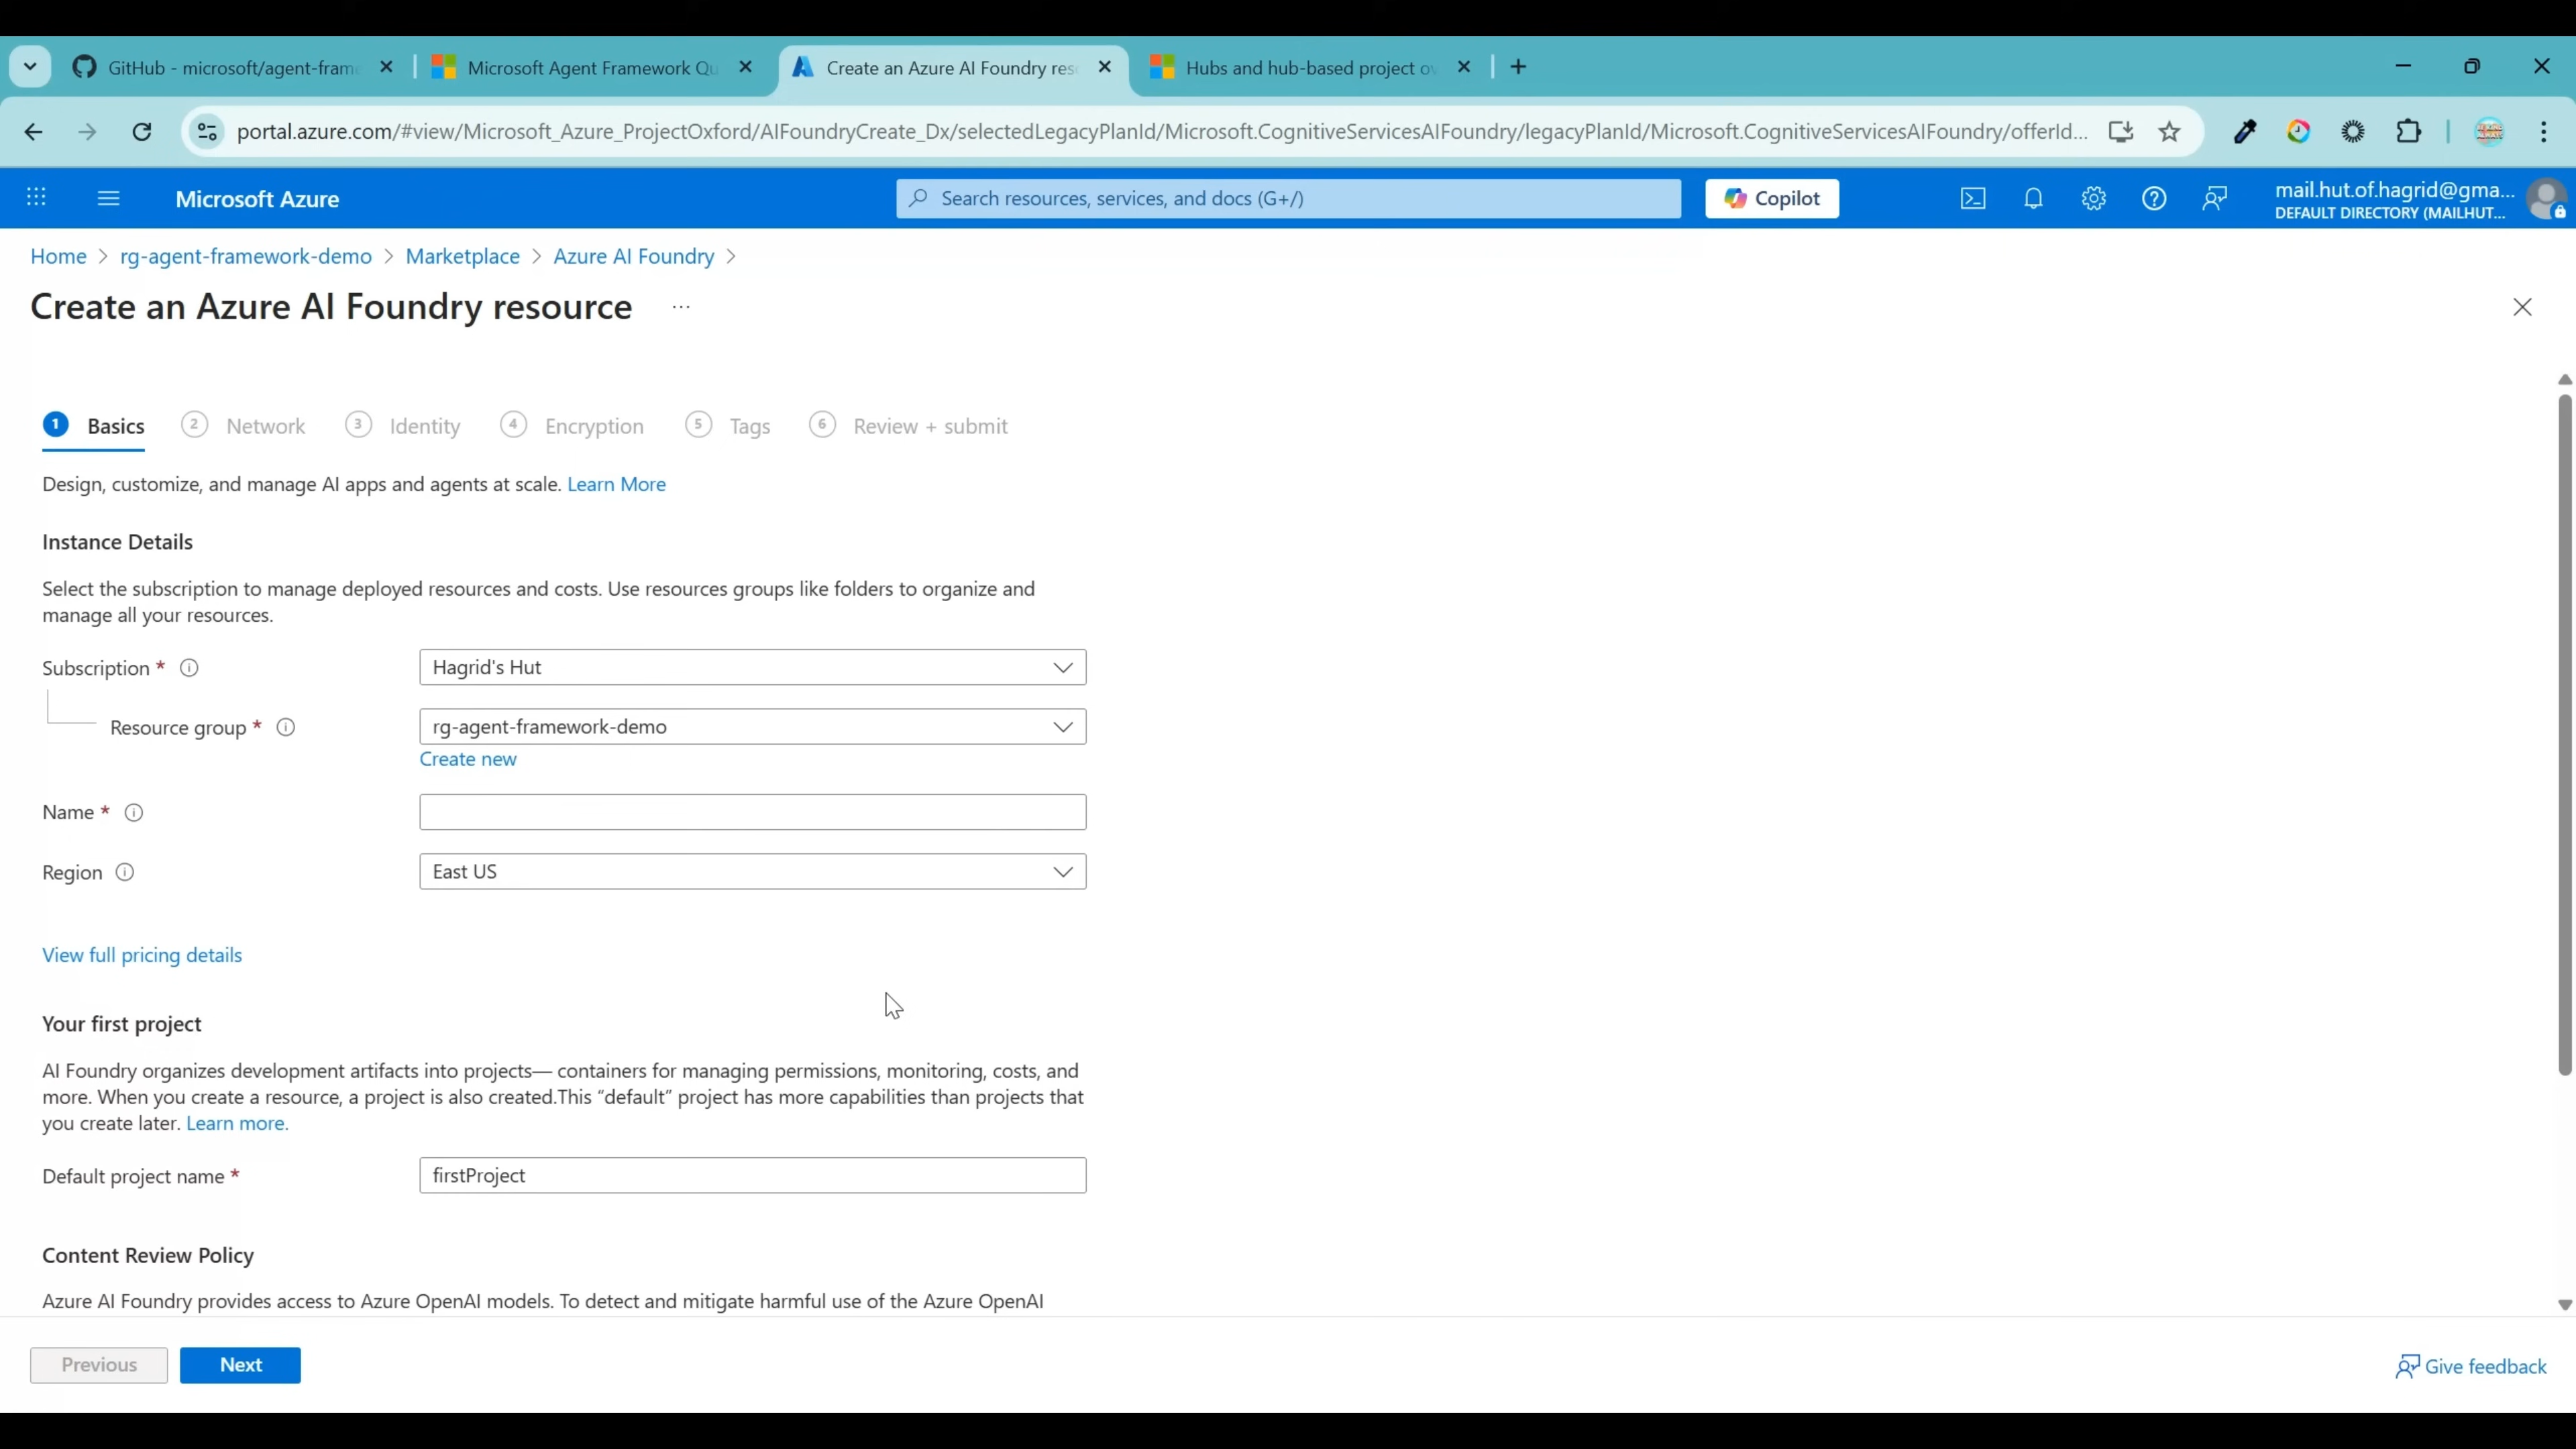 GitHub - microsoft/agent-fram
Microsoft Agent Framework Qu
Create an Azure AI Foundry res
Hubs and hub-based project ov
portal.azure.com/#view/Microsoft_Azure_ProjectOxford/AIFoundryCreate_Dx/selectedLegacyPlanId/Microsoft.CognitiveServicesAIFoundry/legacyPlanId/Microsoft.CognitiveServicesAIFoundry/offerId...
Microsoft Azure
Search resources, services, and docs (G+/)
Copilot
mail.hut.of.hagrid@gma...
DEFAULT DIRECTORY (MAILHUT...
Home > rg-agent-framework-demo > Marketplace > Azure AI Foundry >
Create an Azure AI Foundry resource ...
1 Basics 2 Network 3 Identity 4 Encryption 5 Tags 6 Review + submit
Design, customize, and manage AI apps and agents at scale. Learn More
Instance Details
Select the subscription to manage deployed resources and costs. Use resources groups like folders to organize and
manage all your resources.
Subscription * Hagrid's Hut
Resource group * rg-agent-framework-demo
Create new
Name *
Region East US
View full pricing details
Your first project
AI Foundry organizes development artifacts into projects— containers for managing permissions, monitoring, costs, and
more. When you create a resource, a project is also created.This “default” project has more capabilities than projects that
you create later. Learn more.
Default project name * firstProject
Content Review Policy
Azure AI Foundry provides access to Azure OpenAI models. To detect and mitigate harmful use of the Azure OpenAI
Previous Next
Give feedback